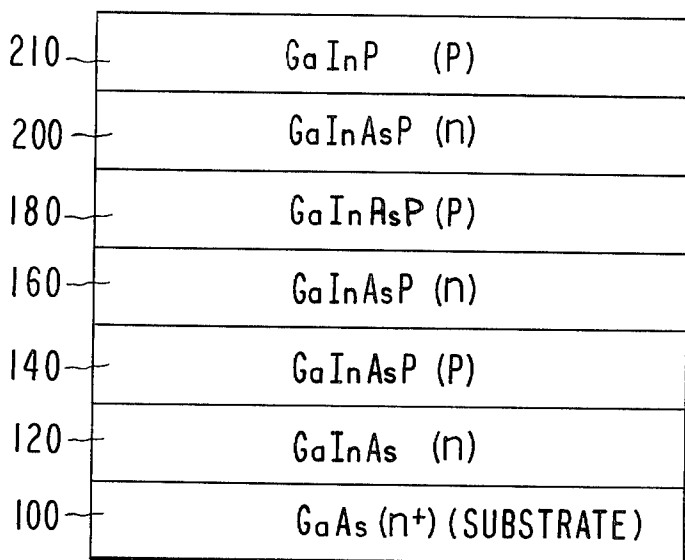 210 GaInP (P)
200 GaInAsP (n)
180 GaInAsP (P)
160 GaInAsP (n)
140 GaInAsP (P)
120 GaInAs (n)
100 GaAs (n+) (SUBSTRATE)